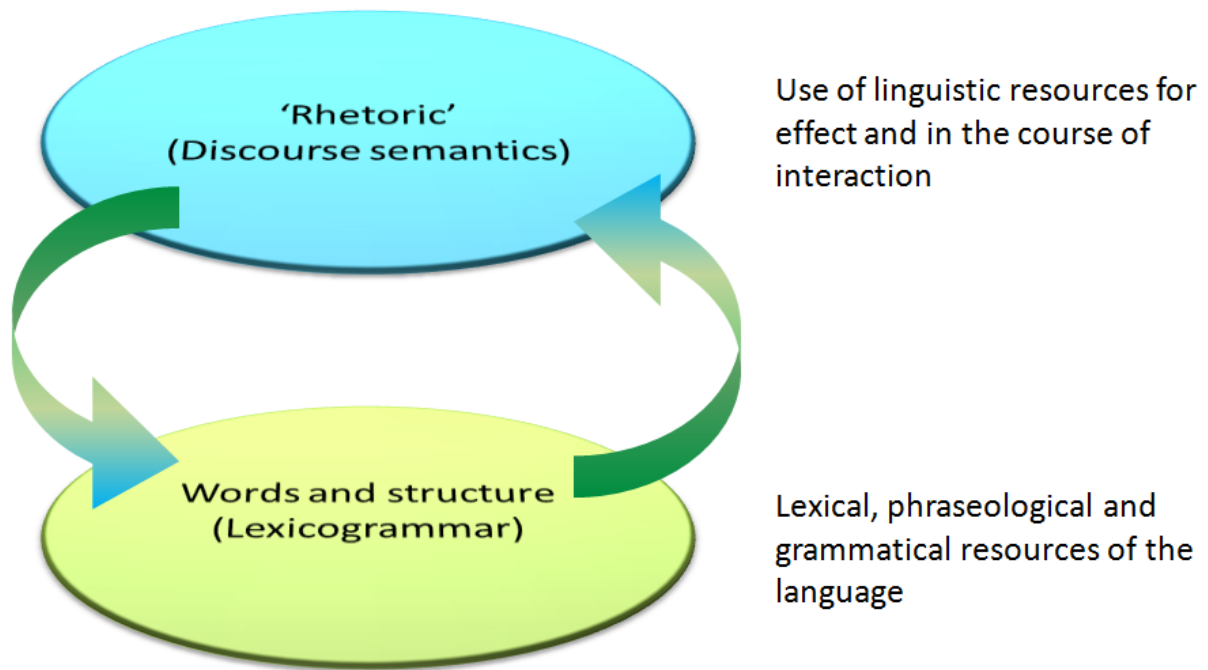 ‘Rhetoric’
(Discourse semantics)
Use of linguistic resources for
effect and in the course of
interaction
Words and structure
(Lexicogrammar)
Lexical, phraseological and
grammatical resources of the
language